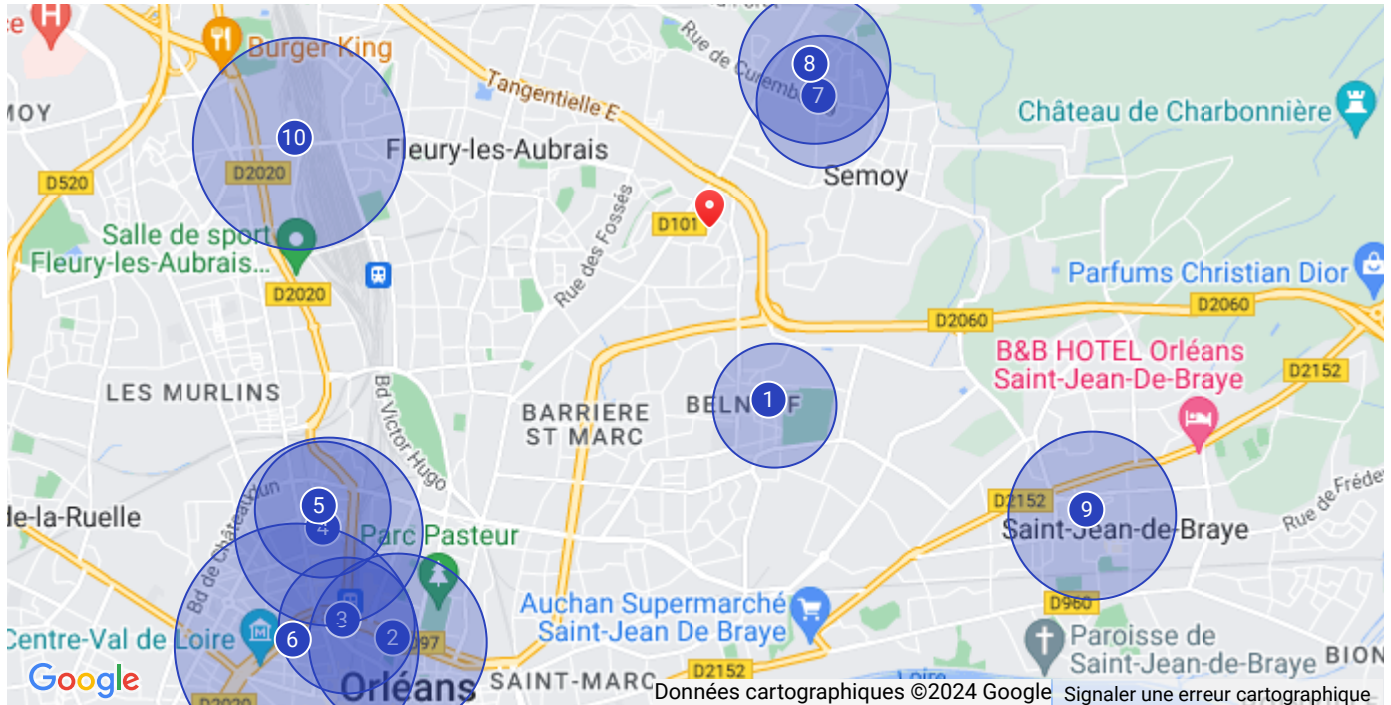 ce
H
Burger King
Rue de Curembourg
8
7
Tangentielle E
Château de Charbonnière
MOY
10
Fleury-les-Aubrais
D520
D2020
Semoy
D101
Salle de sport
Fleury-les-Aubrais...
Rue des Fossés
D2020
Parfums Christian Dior
D2060
D2060
B&B HOTEL Orléans
Saint-Jean-De-Braye
D2152
LES MURLINS
Bd Victor Hugo
BARRIERE
ST MARC
1
5
4
de-la-Ruelle
Bd de Châteaudun
Parc Pasteur
D2152
9
Saint-Jean-de-Braye
Auchan Supermarché
Saint-Jean De Braye
D960
Centre-Val de Loire
6
3
2
D97
Paroisse de
Saint-Jean-de-Braye
BION
Google
Orléans
SAINT-MARC
D2152
Loire
D2020
Données cartographiques ©2024 Google
Signaler une erreur cartographique